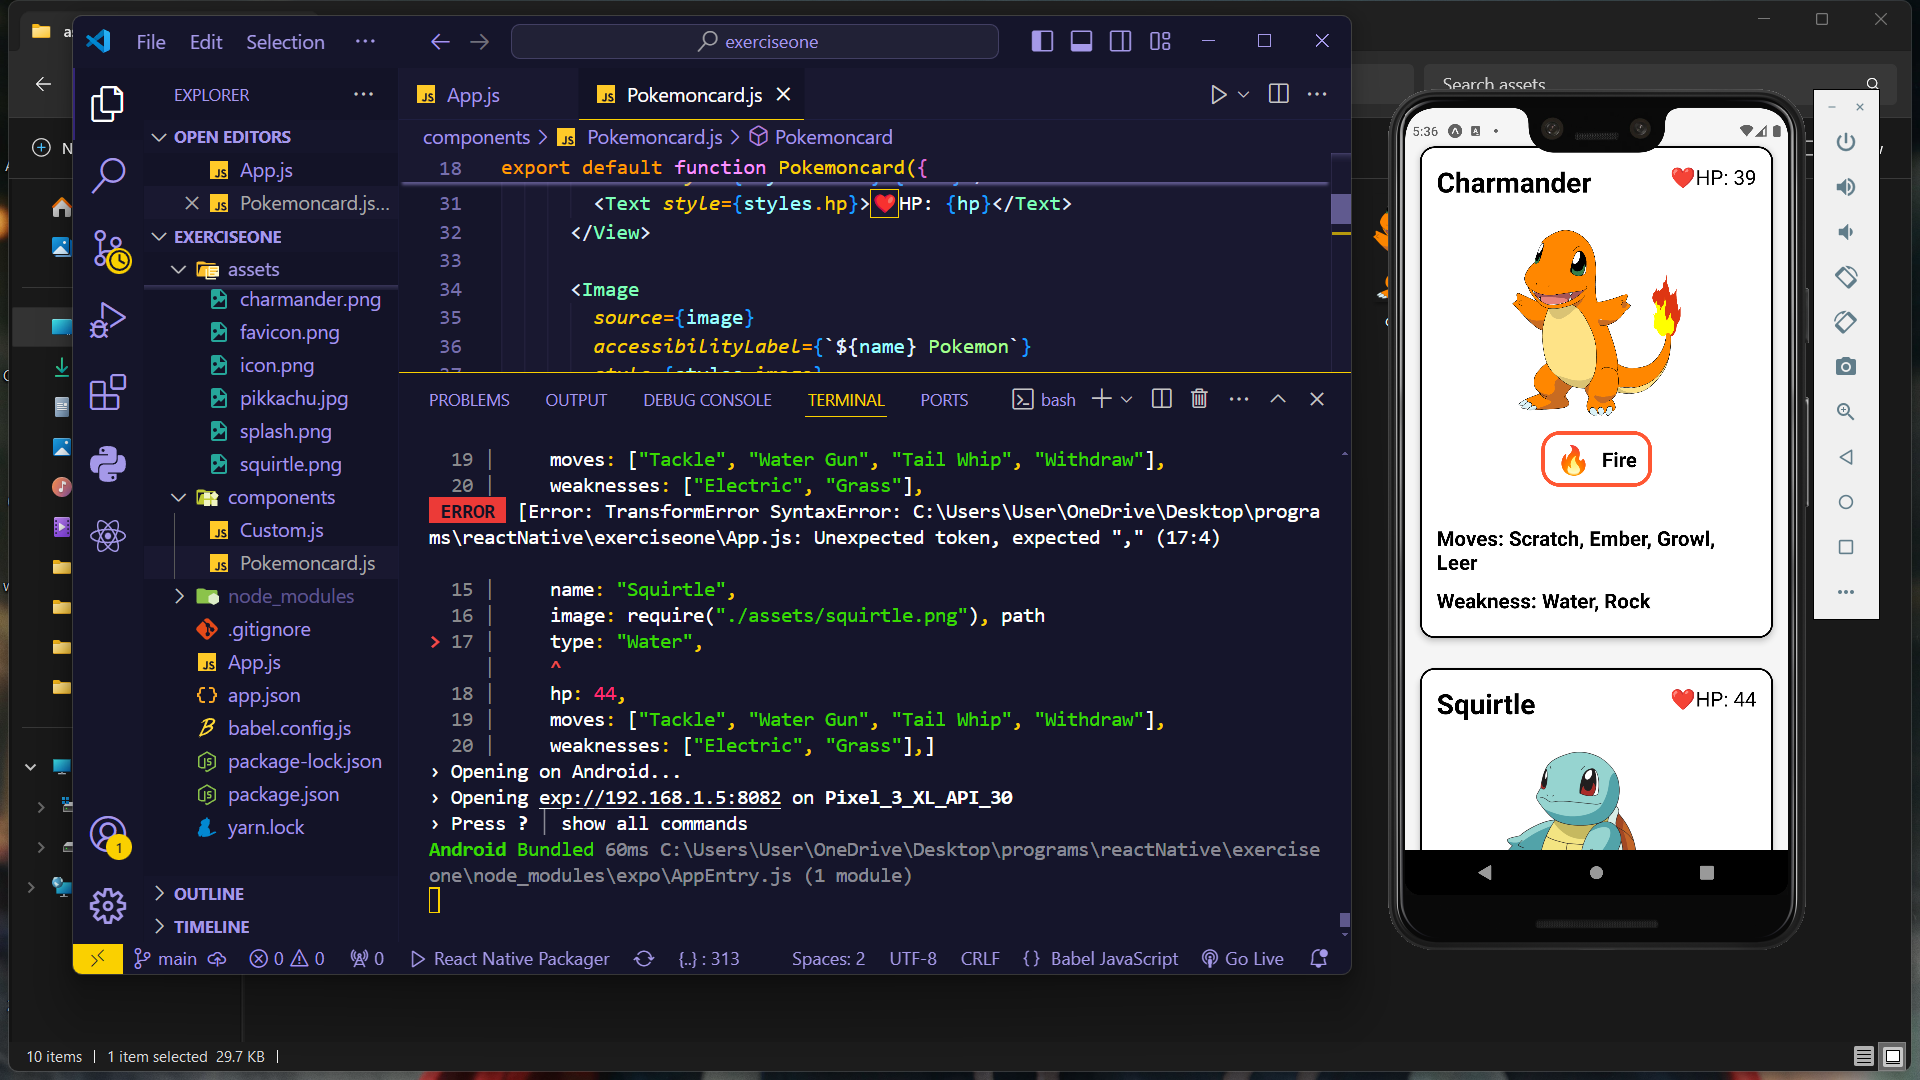 File Edit Selection ···
exerciseone
Search assets
EXPLORER ···
OPEN EDITORS
App.js
Pokemoncard.js...
EXERCISEONE
assets
charmander.png
favicon.png
icon.png
pikkachu.jpg
splash.png
squirtle.png
components
Custom.js
Pokemoncard.js
node_modules
.gitignore
App.js
app.json
babel.config.js
package-lock.json
package.json
yarn.lock
OUTLINE
TIMELINE
App.js Pokemoncard.js
components > Pokemoncard.js > Pokemoncard
18 export default function Pokemoncard({
31 <Text style={styles.hp}>❤️HP: {hp}</Text>
32 </View>
33
34 <Image
35 source={image}
36 accessibilityLabel={`${name} Pokemon`}
PROBLEMS OUTPUT DEBUG CONSOLE TERMINAL PORTS bash
19 | moves: ["Tackle", "Water Gun", "Tail Whip", "Withdraw"],
20 | weaknesses: ["Electric", "Grass"],
ERROR [Error: TransformError SyntaxError: C:\Users\User\OneDrive\Desktop\progra
ms\reactNative\exerciseone\App.js: Unexpected token, expected "," (17:4)
15 | name: "Squirtle",
16 | image: require("./assets/squirtle.png"), path
> 17 | type: "Water",
| ^
18 | hp: 44,
19 | moves: ["Tackle", "Water Gun", "Tail Whip", "Withdraw"],
20 | weaknesses: ["Electric", "Grass"],]
› Opening on Android...
› Opening exp://192.168.1.5:8082 on Pixel_3_XL_API_30
› Press ? │ show all commands
Android Bundled 60ms C:\Users\User\OneDrive\Desktop\programs\reactNative\exercise
one\node_modules\expo\AppEntry.js (1 module)
main 0 0 0 React Native Packager {..} : 313 Spaces: 2 UTF-8 CRLF {} Babel JavaScript Go Live
1
10 items | 1 item selected 29.7 KB |
5:36
Charmander ❤️HP: 39
Fire
Moves: Scratch, Ember, Growl,
Leer
Weakness: Water, Rock
Squirtle ❤️HP: 44